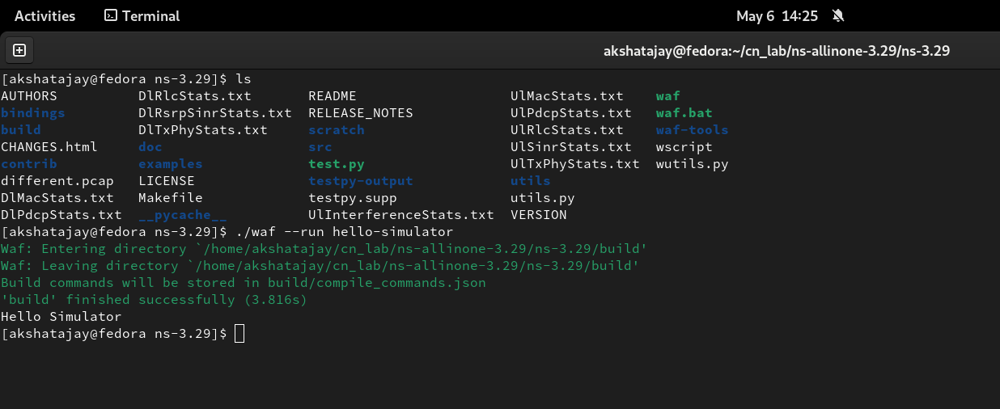 Activities Terminal May 6 14:25
akshatajay@fedora:~/cn_lab/ns-allinone-3.29/ns-3.29
[akshatajay@fedora ns-3.29]$ ls
AUTHORS DlRlcStats.txt README UlMacStats.txt waf
bindings DlRsrpSinrStats.txt RELEASE_NOTES UlPdcpStats.txt waf.bat
build DlTxPhyStats.txt scratch UlRlcStats.txt waf-tools
CHANGES.html doc src UlSinrStats.txt wscript
contrib examples test.py UlTxPhyStats.txt wutils.py
different.pcap LICENSE testpy-output utils
DlMacStats.txt Makefile testpy.supp utils.py
DlPdcpStats.txt __pycache__ UlInterferenceStats.txt VERSION
[akshatajay@fedora ns-3.29]$ ./waf --run hello-simulator
Waf: Entering directory `/home/akshatajay/cn_lab/ns-allinone-3.29/ns-3.29/build'
Waf: Leaving directory `/home/akshatajay/cn_lab/ns-allinone-3.29/ns-3.29/build'
Build commands will be stored in build/compile_commands.json
'build' finished successfully (3.816s)
Hello Simulator
[akshatajay@fedora ns-3.29]$